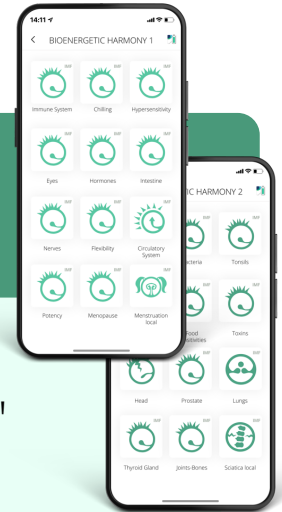 14:11
BIOENERGETIC HARMONY 1
IMF IMF IMF
Immune System Chilling Hypersensitivity
IMF IMF IMF
Eyes Hormones Intestine
IMF IMF IMF
Nerves Flexibility Circulatory
System
IMF IMF IMF
Potency Menopause Menstruation
local
HARMONY 2
IMF
Tonsils
IMF IMF
Food Toxins
IMF IMF
Head Prostate Lungs
IMF IMF IMF
Thyroid Gland Joints-Bones Sciatica local